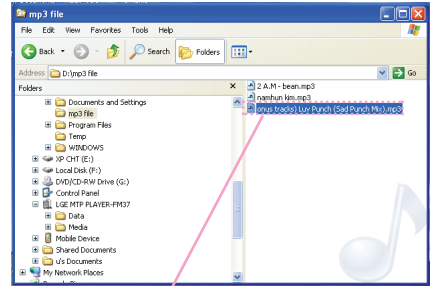 mp3 file
File Edit View Favorites Tools Help
Back Search Folders
Address D:\mp3 file Go
Folders
Documents and Settings
mp3 file
Program Files
Temp
WINDOWS
XP CHT (E:)
Local Disk (F:)
DVD/CD-RW Drive (G:)
Control Panel
LGE MTP PLAYER-FM37
Data
Media
Mobile Device
Shared Documents
u's Documents
My Network Places
2 A.M - bean.mp3
namhun kim.mp3
onus tracks) Luv Punch (Sad Punch Mix).mp3